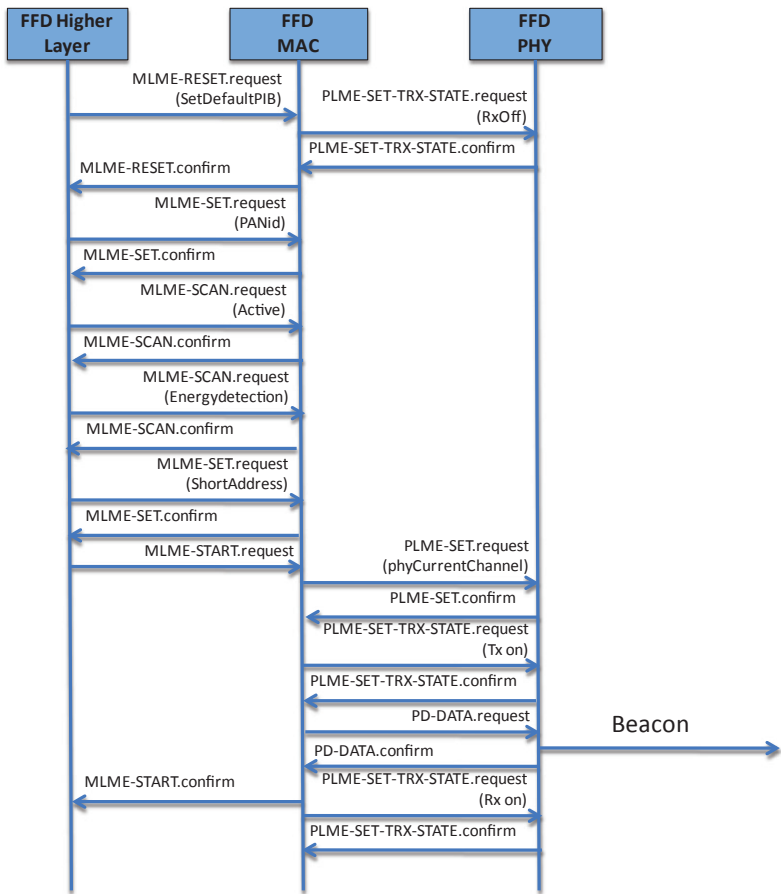 FFD Higher
Layer
FFD
MAC
FFD
PHY
MLME-RESET.request
(SetDefaultPIB)
PLME-SET-TRX-STATE.request
(RxOff)
PLME-SET-TRX-STATE.confirm
MLME-RESET.confirm
MLME-SET.request
(PANid)
MLME-SET.confirm
MLME-SCAN.request
(Active)
MLME-SCAN.confirm
MLME-SCAN.request
(Energydetection)
MLME-SCAN.confirm
MLME-SET.request
(ShortAddress)
MLME-SET.confirm
MLME-START.request
PLME-SET.request
(phyCurrentChannel)
PLME-SET.confirm
PLME-SET-TRX-STATE.request
(Tx on)
PLME-SET-TRX-STATE.confirm
PD-DATA.request
Beacon
PD-DATA.confirm
MLME-START.confirm
PLME-SET-TRX-STATE.request
(Rx on)
PLME-SET-TRX-STATE.confirm